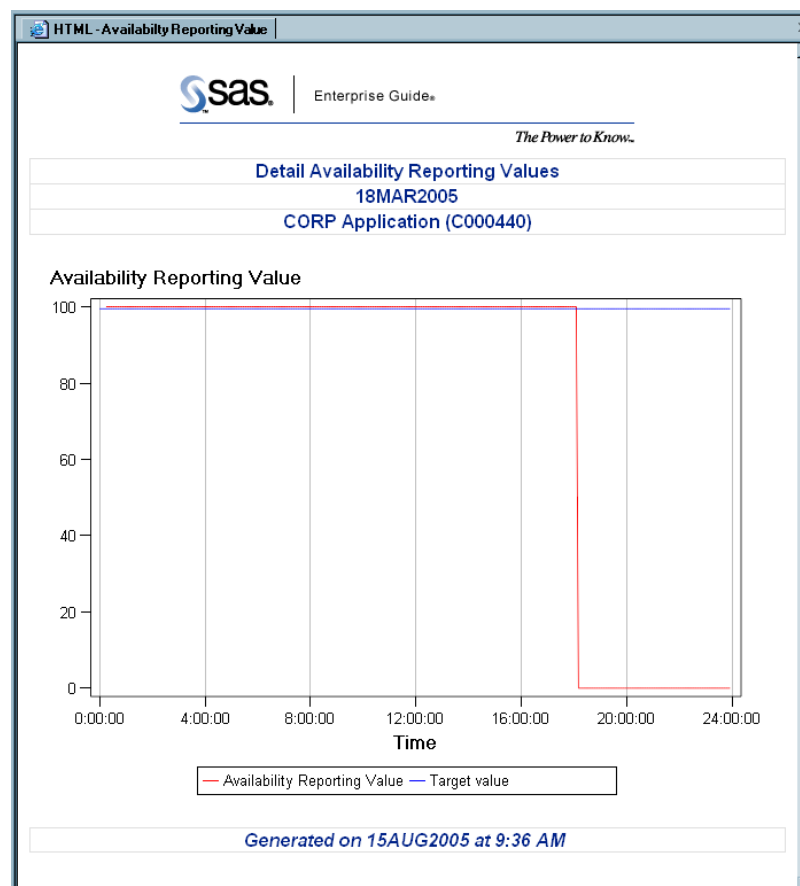 HTML - Availabilty Reporting Value
sas. Enterprise Guide®
The Power to Know™
Detail Availability Reporting Values
18MAR2005
CORP Application (C000440)
Availability Reporting Value
100
80
60
40
20
0
0:00:00 4:00:00 8:00:00 12:00:00 16:00:00 20:00:00 24:00:00
Time
Availability Reporting Value Target value
Generated on 15AUG2005 at 9:36 AM